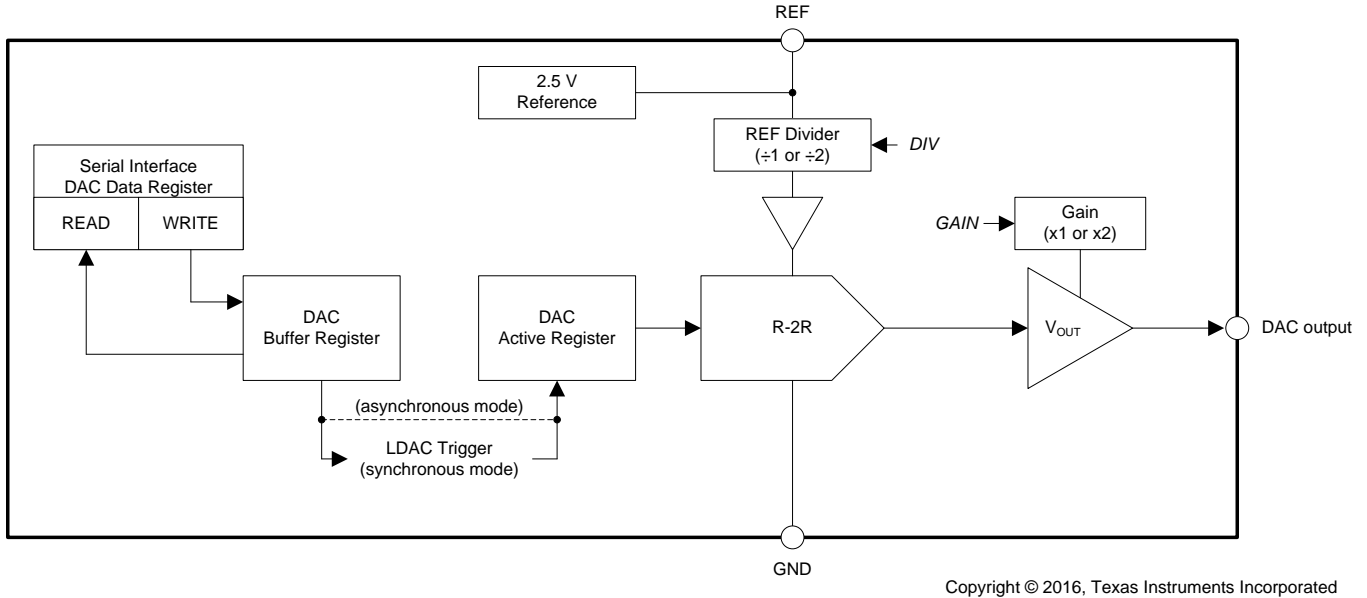 REF
2.5 V
Reference
REF Divider
(÷1 or ÷2)
DIV
Serial Interface
DAC Data Register
READ
WRITE
GAIN
Gain
(x1 or x2)
DAC
Buffer Register
DAC
Active Register
R-2R
VOUT
DAC output
(asynchronous mode)
LDAC Trigger
(synchronous mode)
GND
Copyright © 2016, Texas Instruments Incorporated